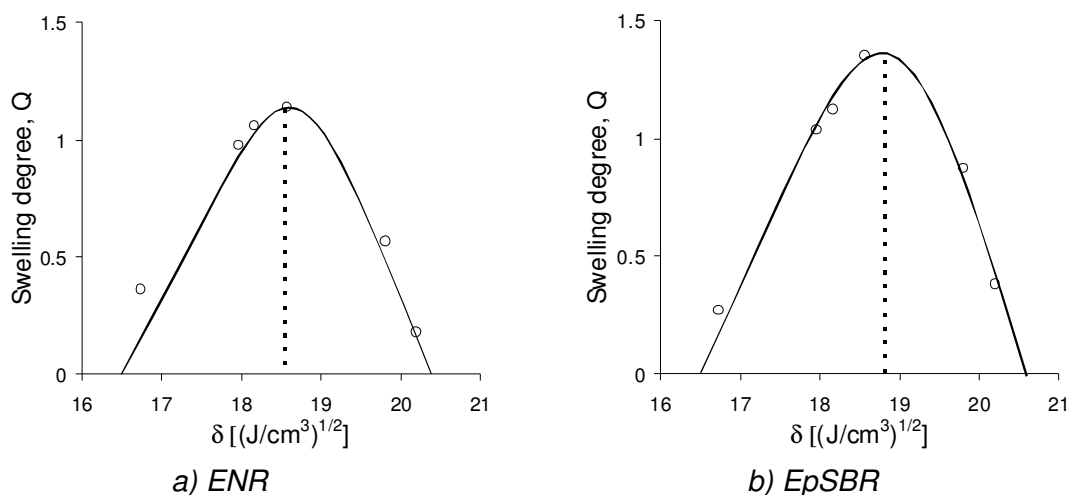 1.5
1
0.5
0
Swelling degree, Q
16 17 18 19 20 21
δ [(J/cm³)¹/²]
a) ENR
1.5
1
0.5
0
Swelling degree, Q
16 17 18 19 20 21
δ [(J/cm³)¹/²]
b) EpSBR